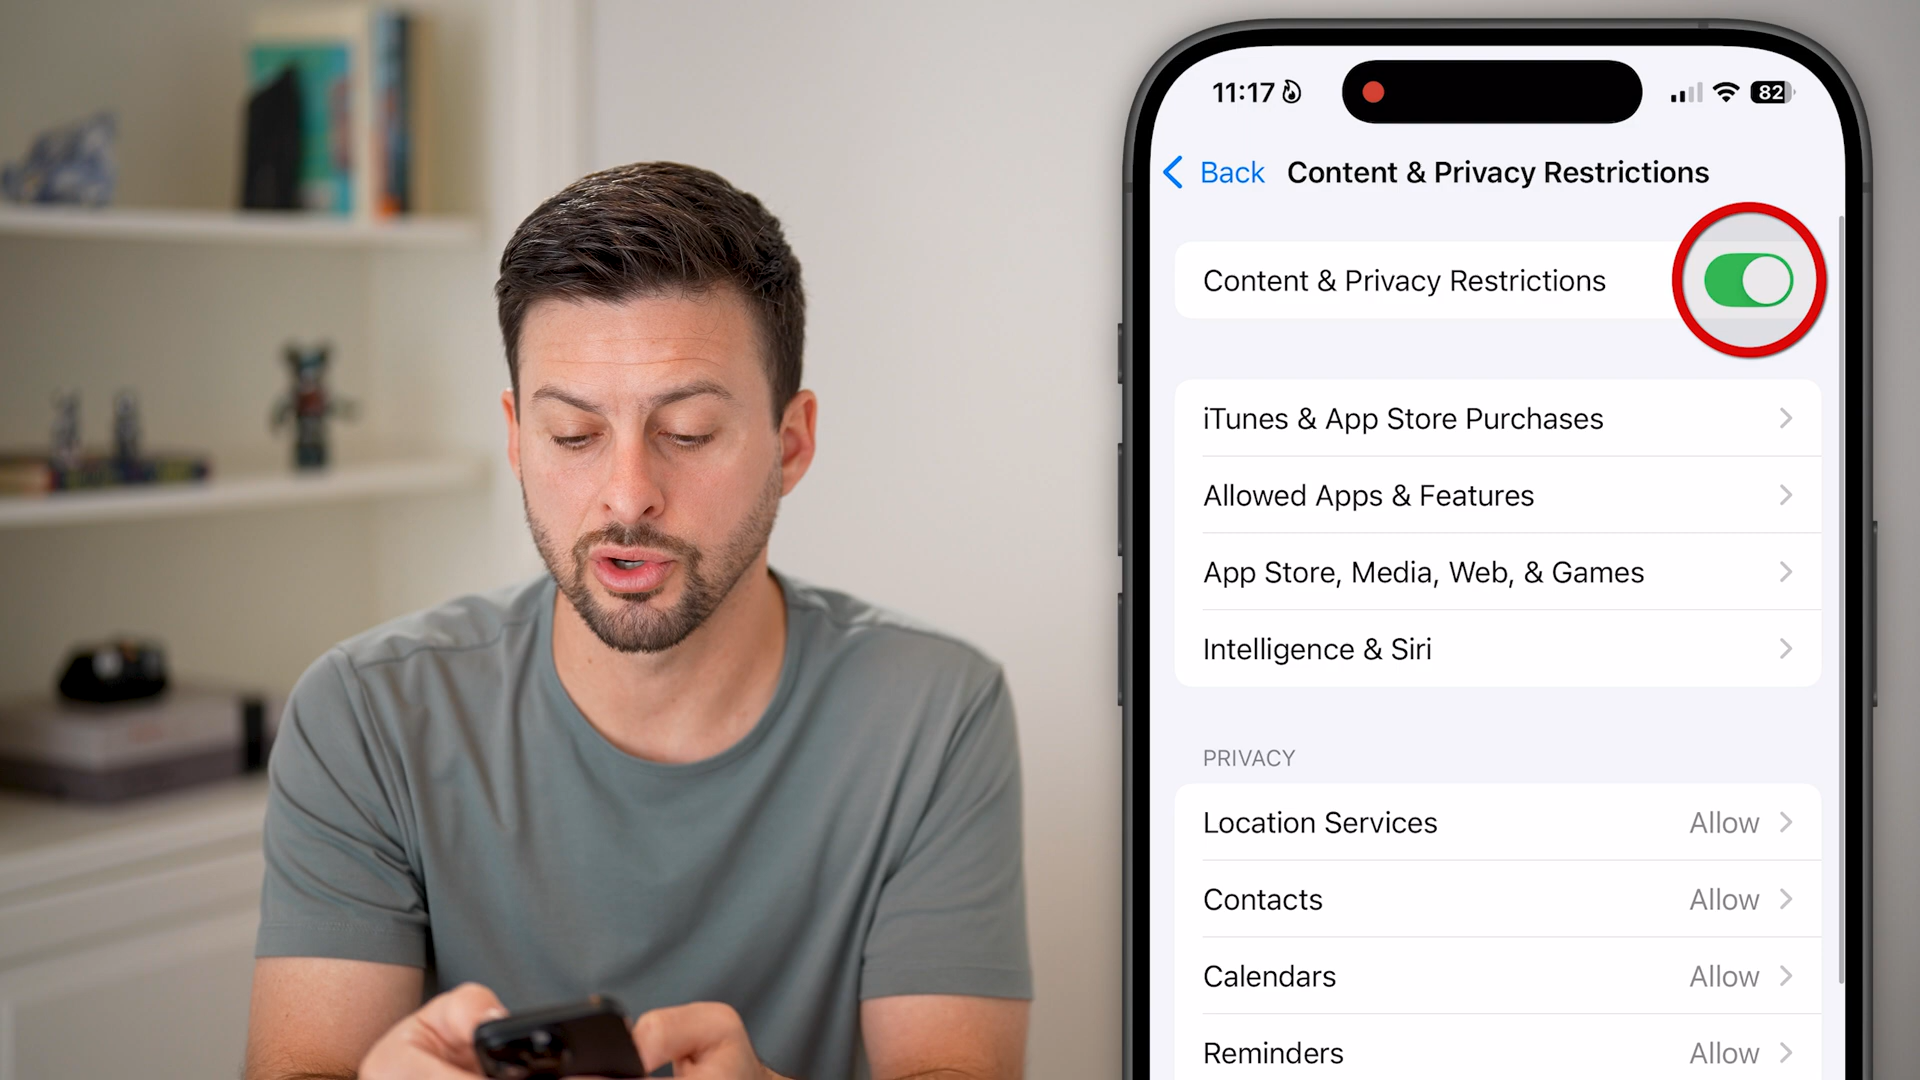 11:17
82
Back Content & Privacy Restrictions
Content & Privacy Restrictions
iTunes & App Store Purchases
Allowed Apps & Features
App Store, Media, Web, & Games
Intelligence & Siri
PRIVACY
Location Services Allow
Contacts Allow
Calendars Allow
Reminders Allow